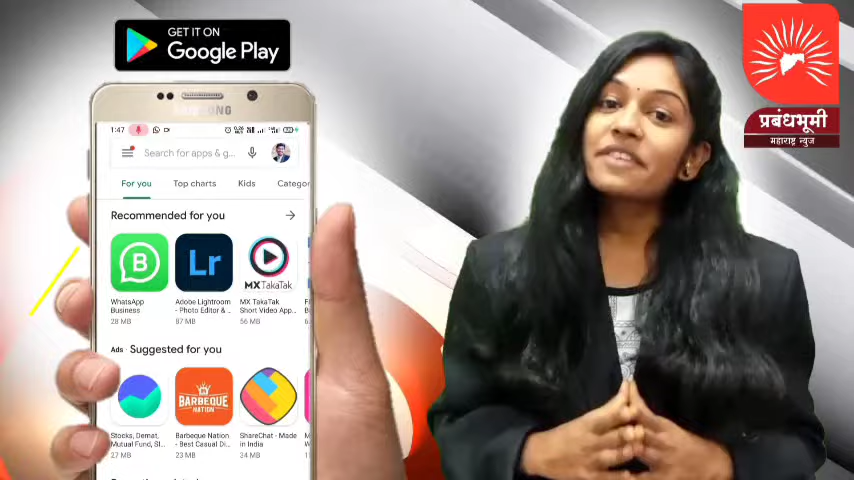 GET IT ON
Google Play
SAMSUNG
1:47
Search for apps & g...
For you
Top charts
Kids
Categor
Recommended for you
Lr
MX TakaTak
WhatsApp
Business
28 MB
Adobe Lightroom
- Photo Editor & ...
87 MB
MX TakaTak
Short Video App...
56 MB
Ads
Suggested for you
BARBEQUE
NATION
Stocks, Demat,
Mutual Fund, SI...
27 MB
Barbeque Nation
- Best Casual Di...
23 MB
ShareChat - Made
in India
24 MB
प्रबंधभूमी
महाराष्ट्र न्युज